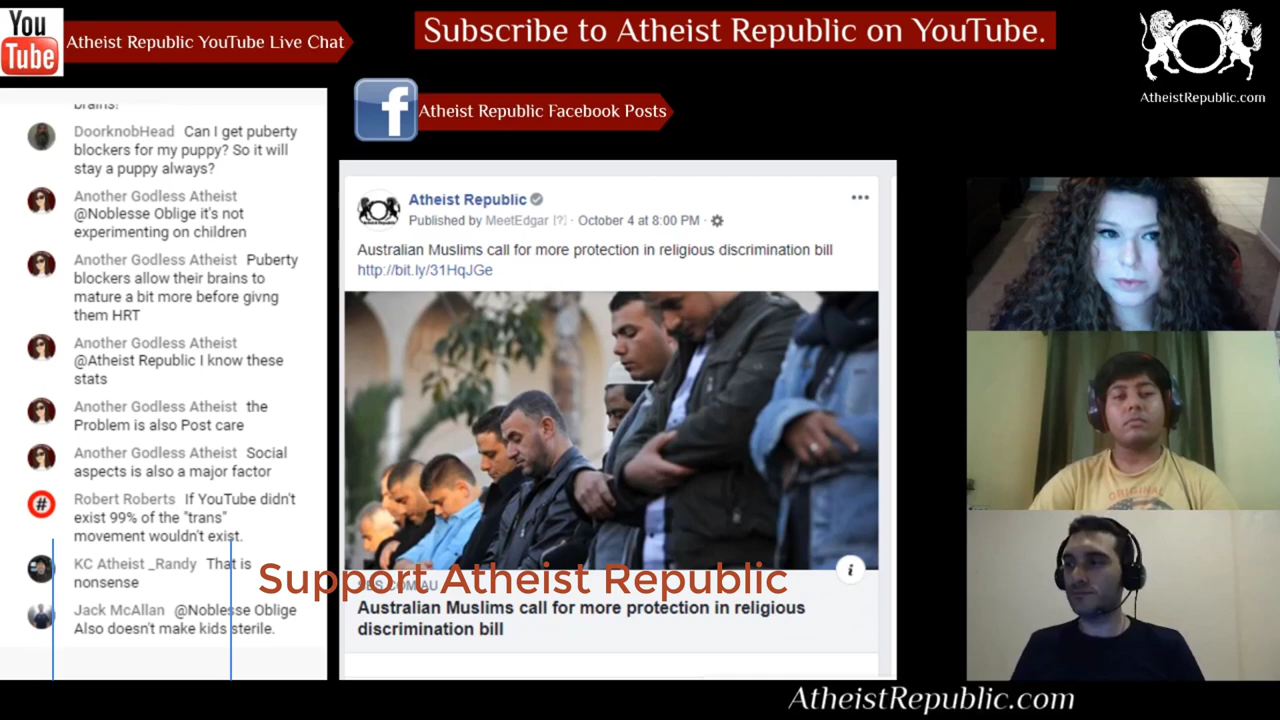 You
Tube
Atheist Republic YouTube Live Chat
Subscribe to Atheist Republic on YouTube.
AtheistRepublic.com
f
Atheist Republic Facebook Posts
brains!
DoorknobHead Can I get puberty
blockers for my puppy? So it will
stay a puppy always?
Another Godless Atheist
@Noblesse Oblige it's not
experimenting on children
Another Godless Atheist Puberty
blockers allow their brains to
mature a bit more before givng
them HRT
Another Godless Atheist
@Atheist Republic I know these
stats
Another Godless Atheist the
Problem is also Post care
Another Godless Atheist Social
aspects is also a major factor
#
Robert Roberts If YouTube didn't
exist 99% of the "trans"
movement wouldn't exist.
KC Atheist _Randy That is
nonsense
Jack McAllan @Noblesse Oblige
Also doesn't make kids sterile.
Atheist Republic
Published by MeetEdgar [?] · October 4 at 8:00 PM ·
Australian Muslims call for more protection in religious discrimination bill
http://bit.ly/31HqJGe
i
SBS.COM.AU
Support Atheist Republic
Australian Muslims call for more protection in religious
discrimination bill
ORIGINAL
AtheistRepublic.com